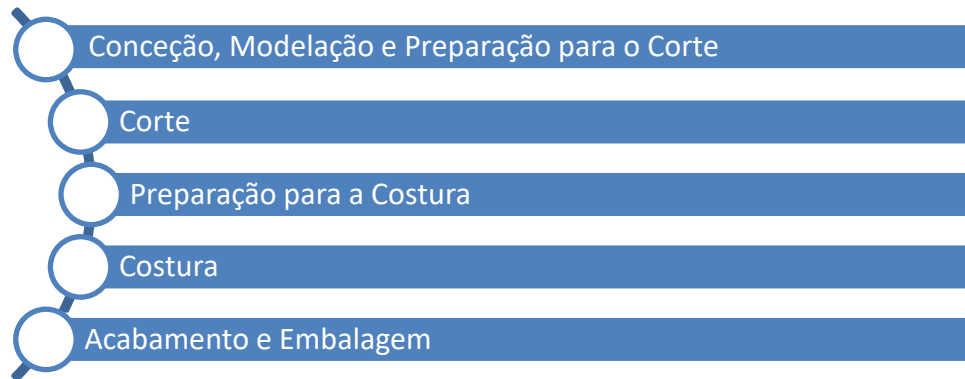 Conceção, Modelação e Preparação para o Corte
Corte
Preparação para a Costura
Costura
Acabamento e Embalagem